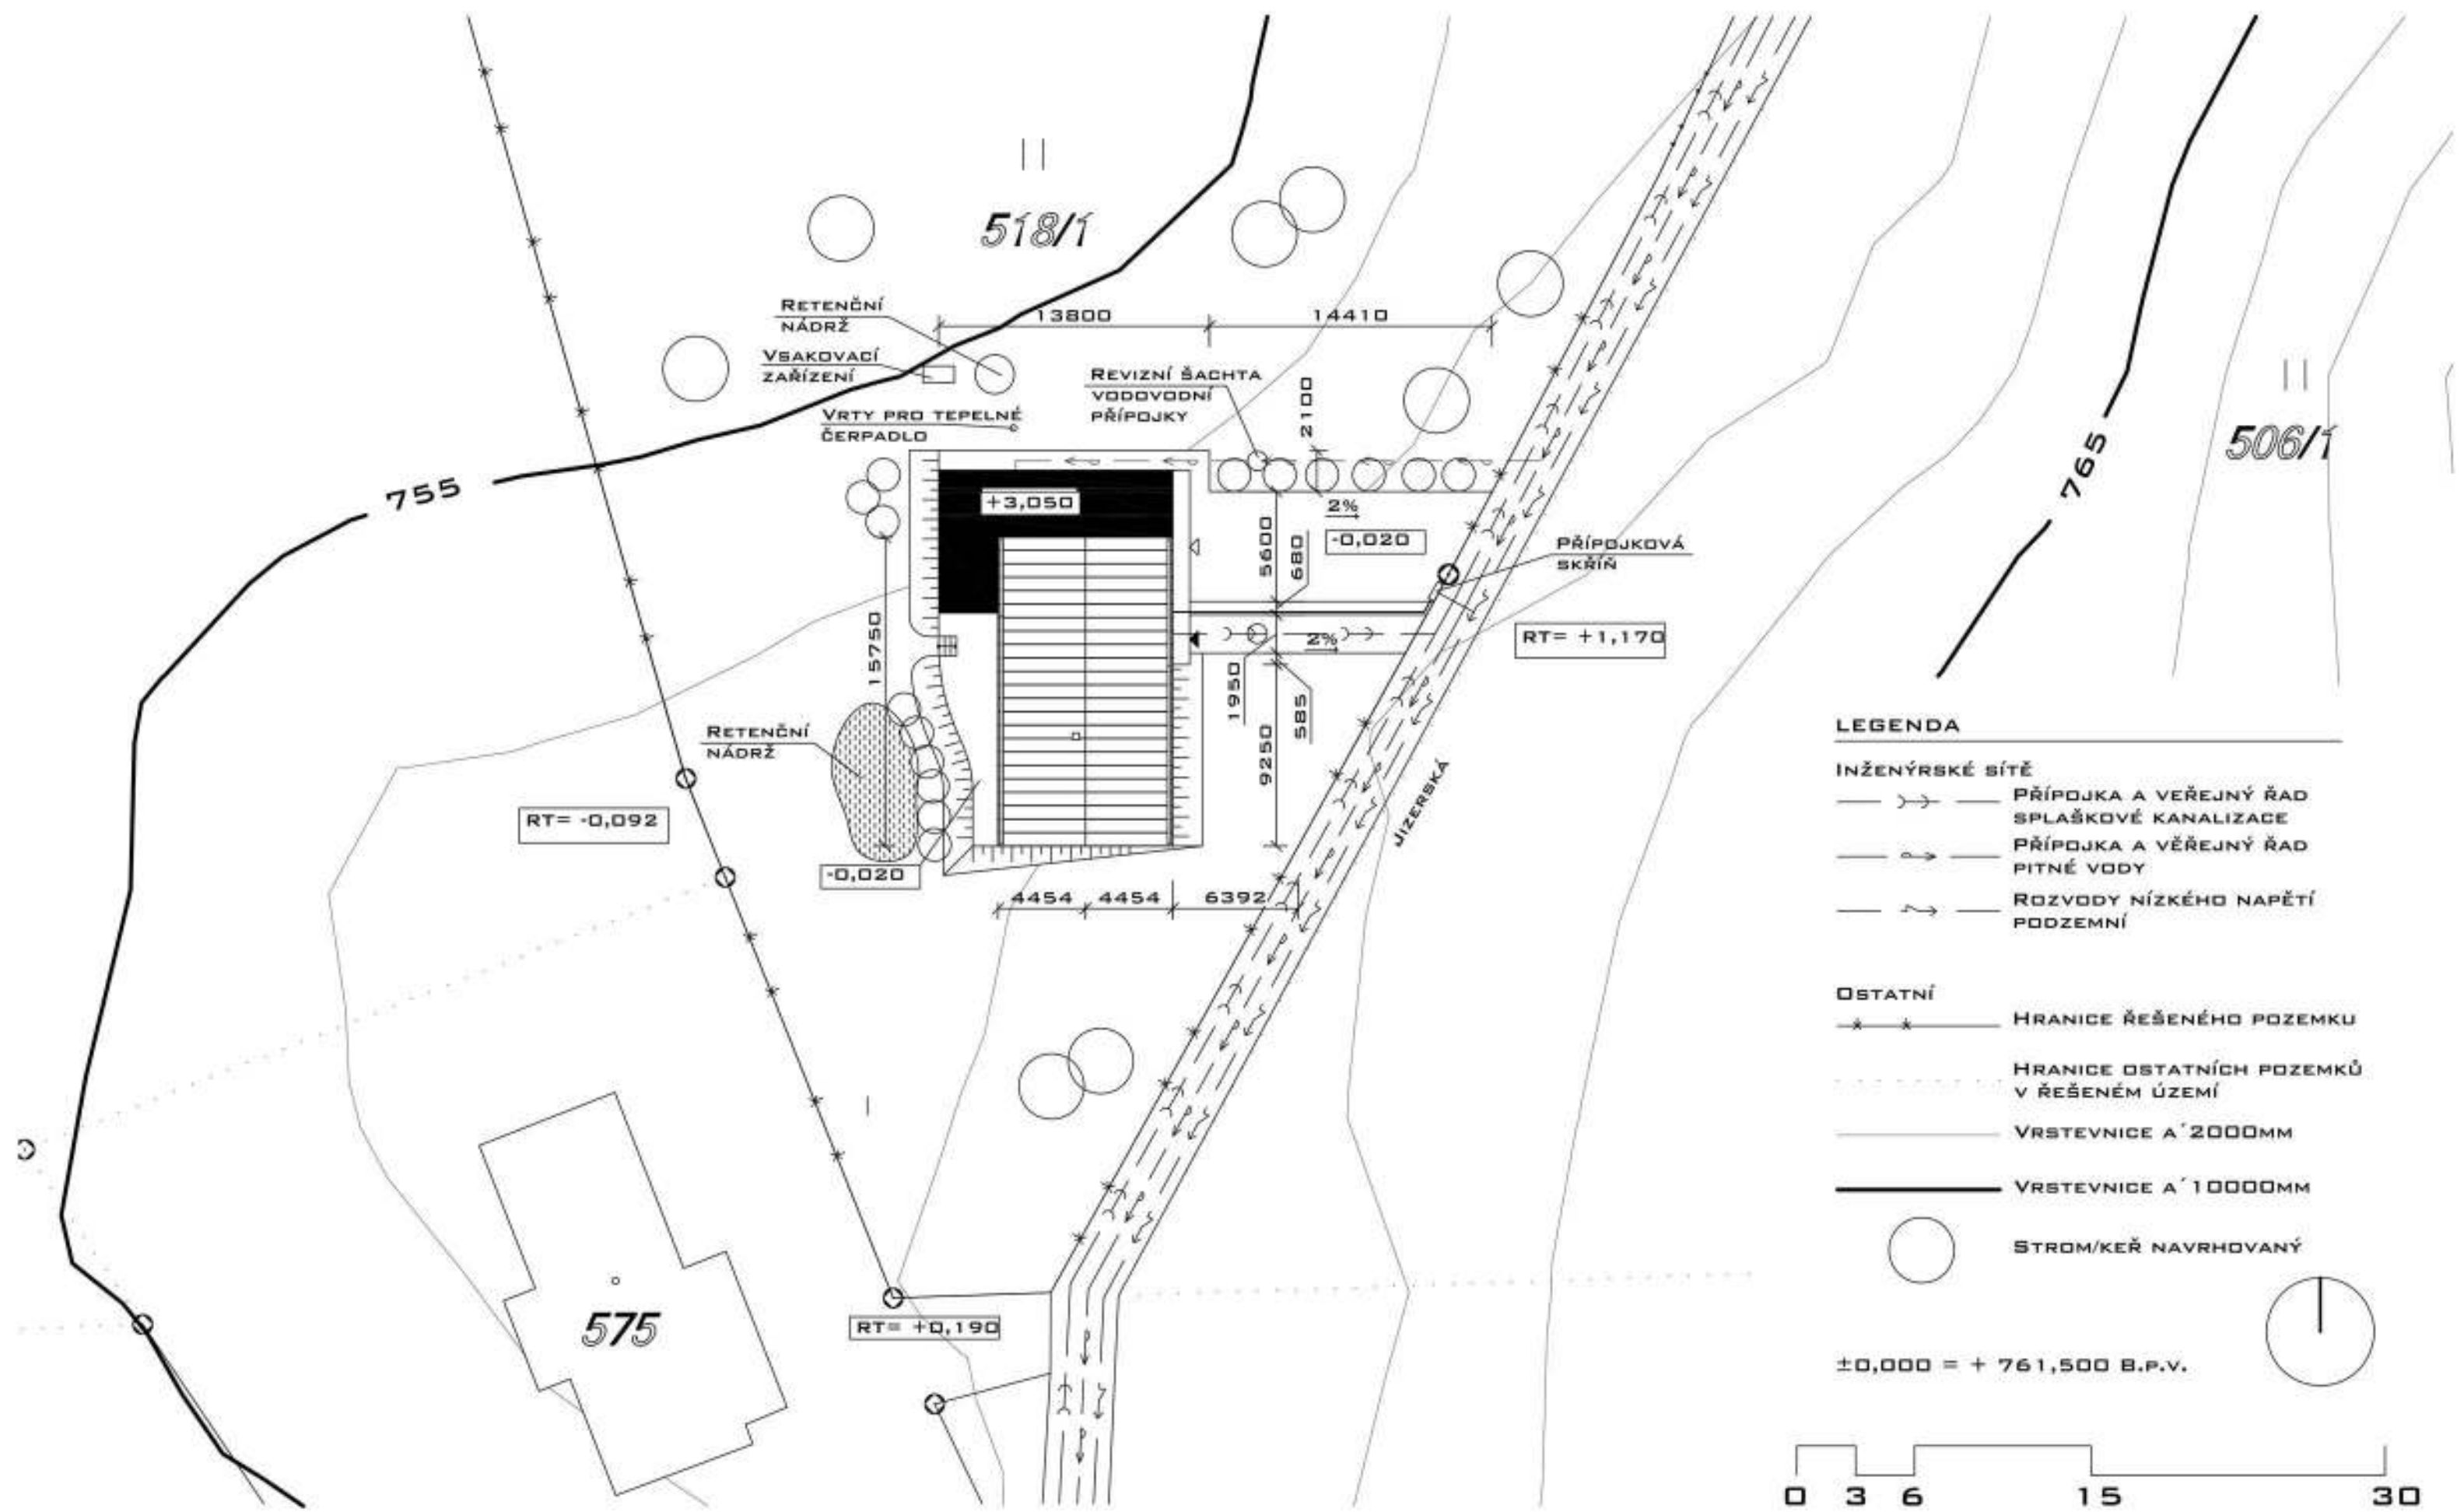 518/1
RETENČNÍ
NÁDRŽ
13800
14410
VSAKOVACÍ
ZAŘÍZENÍ
REVIZNÍ ŠACHTA
VODOVODNÍ
PŘÍPOJKY
2100
VRTY PRO TEPELNÉ
ČERPADLO
755
765
506/1
+3,050
2%
-0,020
5600
680
PŘÍPOJKOVÁ
SKŘÍŇ
15750
2%
RT= +1,170
1950
585
9250
RETENČNÍ
NÁDRŽ
JIZERSKÁ
RT= -0,092
-0,020
4454
4454
6392
575
RT= +0,190
LEGENDA
INŽENÝRSKÉ SÍTĚ
PŘÍPOJKA A VEŘEJNÝ ŘAD
SPLAŠKOVÉ KANALIZACE
PŘÍPOJKA A VĚŘEJNÝ ŘAD
PITNÉ VODY
ROZVODY NÍZKÉHO NAPĚTÍ
PODZEMNÍ
OSTATNÍ
HRANICE ŘEŠENÉHO POZEMKU
HRANICE OSTATNÍCH POZEMKŮ
V ŘEŠENÉM ÚZEMÍ
VRSTEVNICE A´2000MM
VRSTEVNICE A´10000MM
STROM/KEŘ NAVRHOVANÝ
±0,000 = + 761,500 B.P.V.
0 3 6 15 30